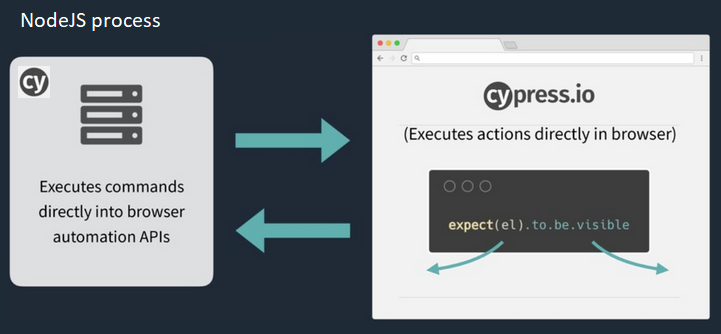 NodeJS process
cy
Executes commands
directly into browser
automation APIs
cypress.io
(Executes actions directly in browser)
expect(el).to.be.visible